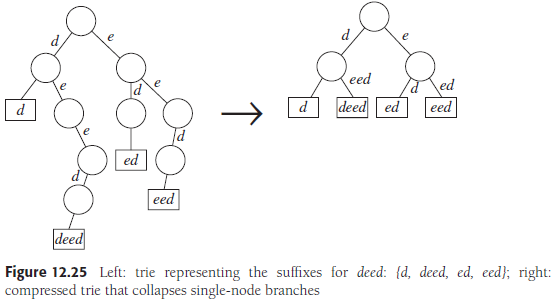 d e d e
e d e eed d ed
d d deed ed eed
e d
ed
d
eed
deed
Figure 12.25 Left: trie representing the suffixes for deed: {d, deed, ed, eed}; right:
compressed trie that collapses single-node branches